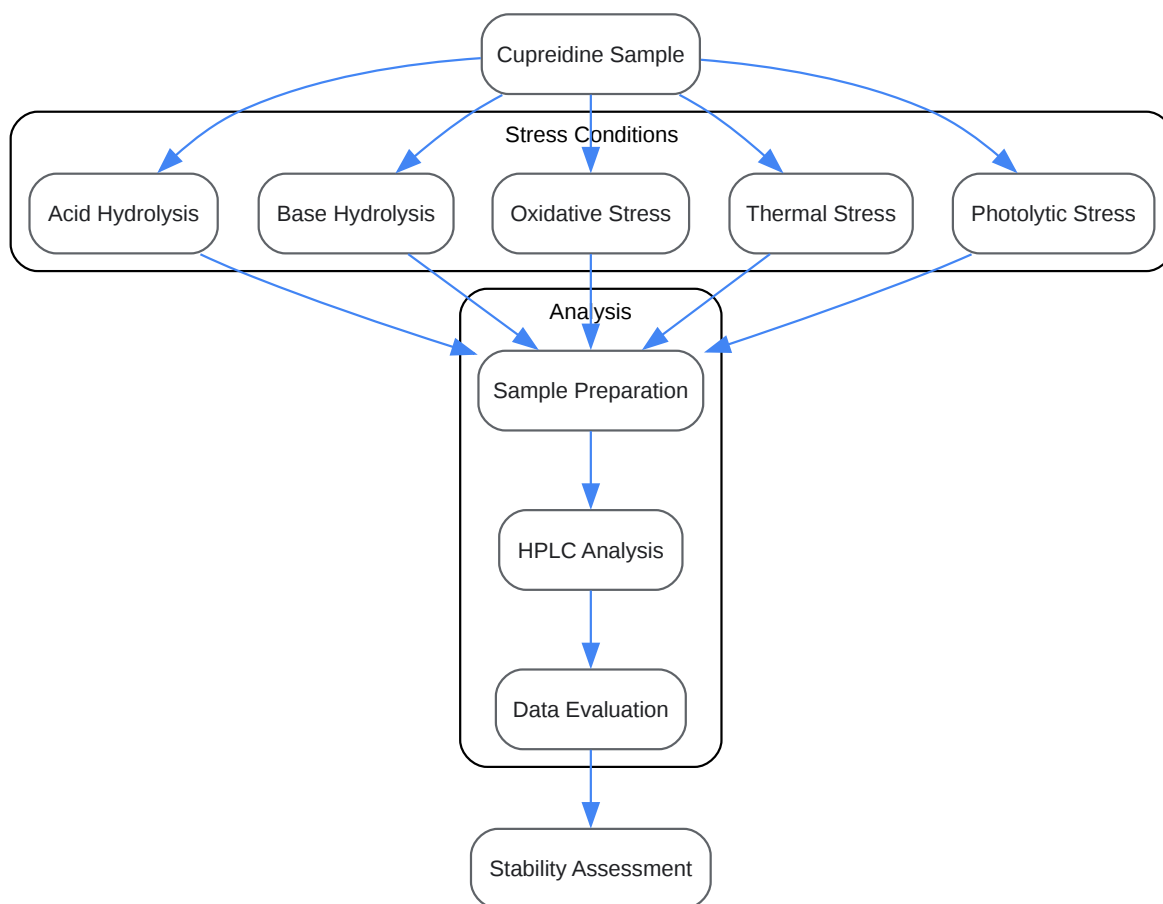 Cupreidine Sample
Stress Conditions
Acid Hydrolysis
Base Hydrolysis
Oxidative Stress
Thermal Stress
Photolytic Stress
Analysis
Sample Preparation
HPLC Analysis
Data Evaluation
Stability Assessment